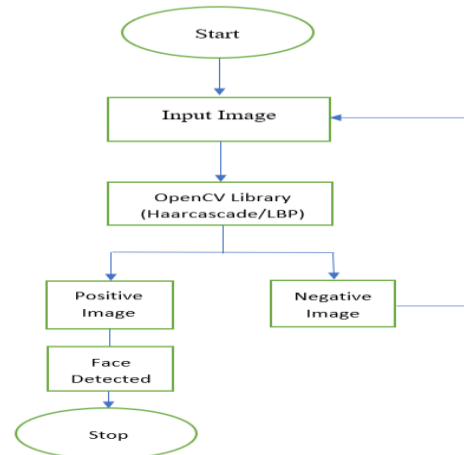 Start
Input Image
OpenCV Library
(Haarcascade/LBP)
Positive
Image
Negative
Image
Face
Detected
Stop